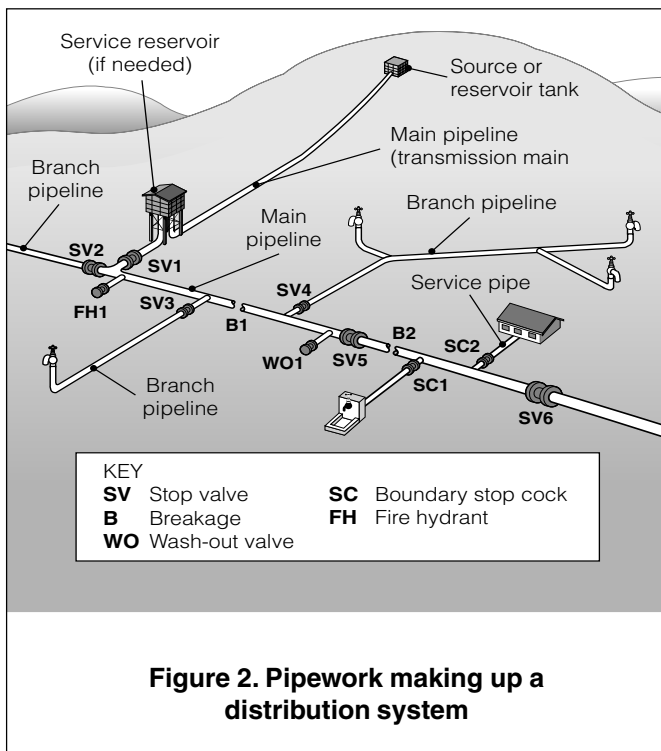 Service reservoir
(if needed)
Source or
reservoir tank
Main pipeline
(transmission main
Branch
pipeline
Main
pipeline
Branch pipeline
SV2
SV1
SV4
Service pipe
FH1
SV3
B1
B2
SC2
WO1
SV5
SC1
Branch
pipeline
SV6
KEY
SV Stop valve
B Breakage
WO Wash-out valve
SC Boundary stop cock
FH Fire hydrant
Figure 2. Pipework making up a
distribution system